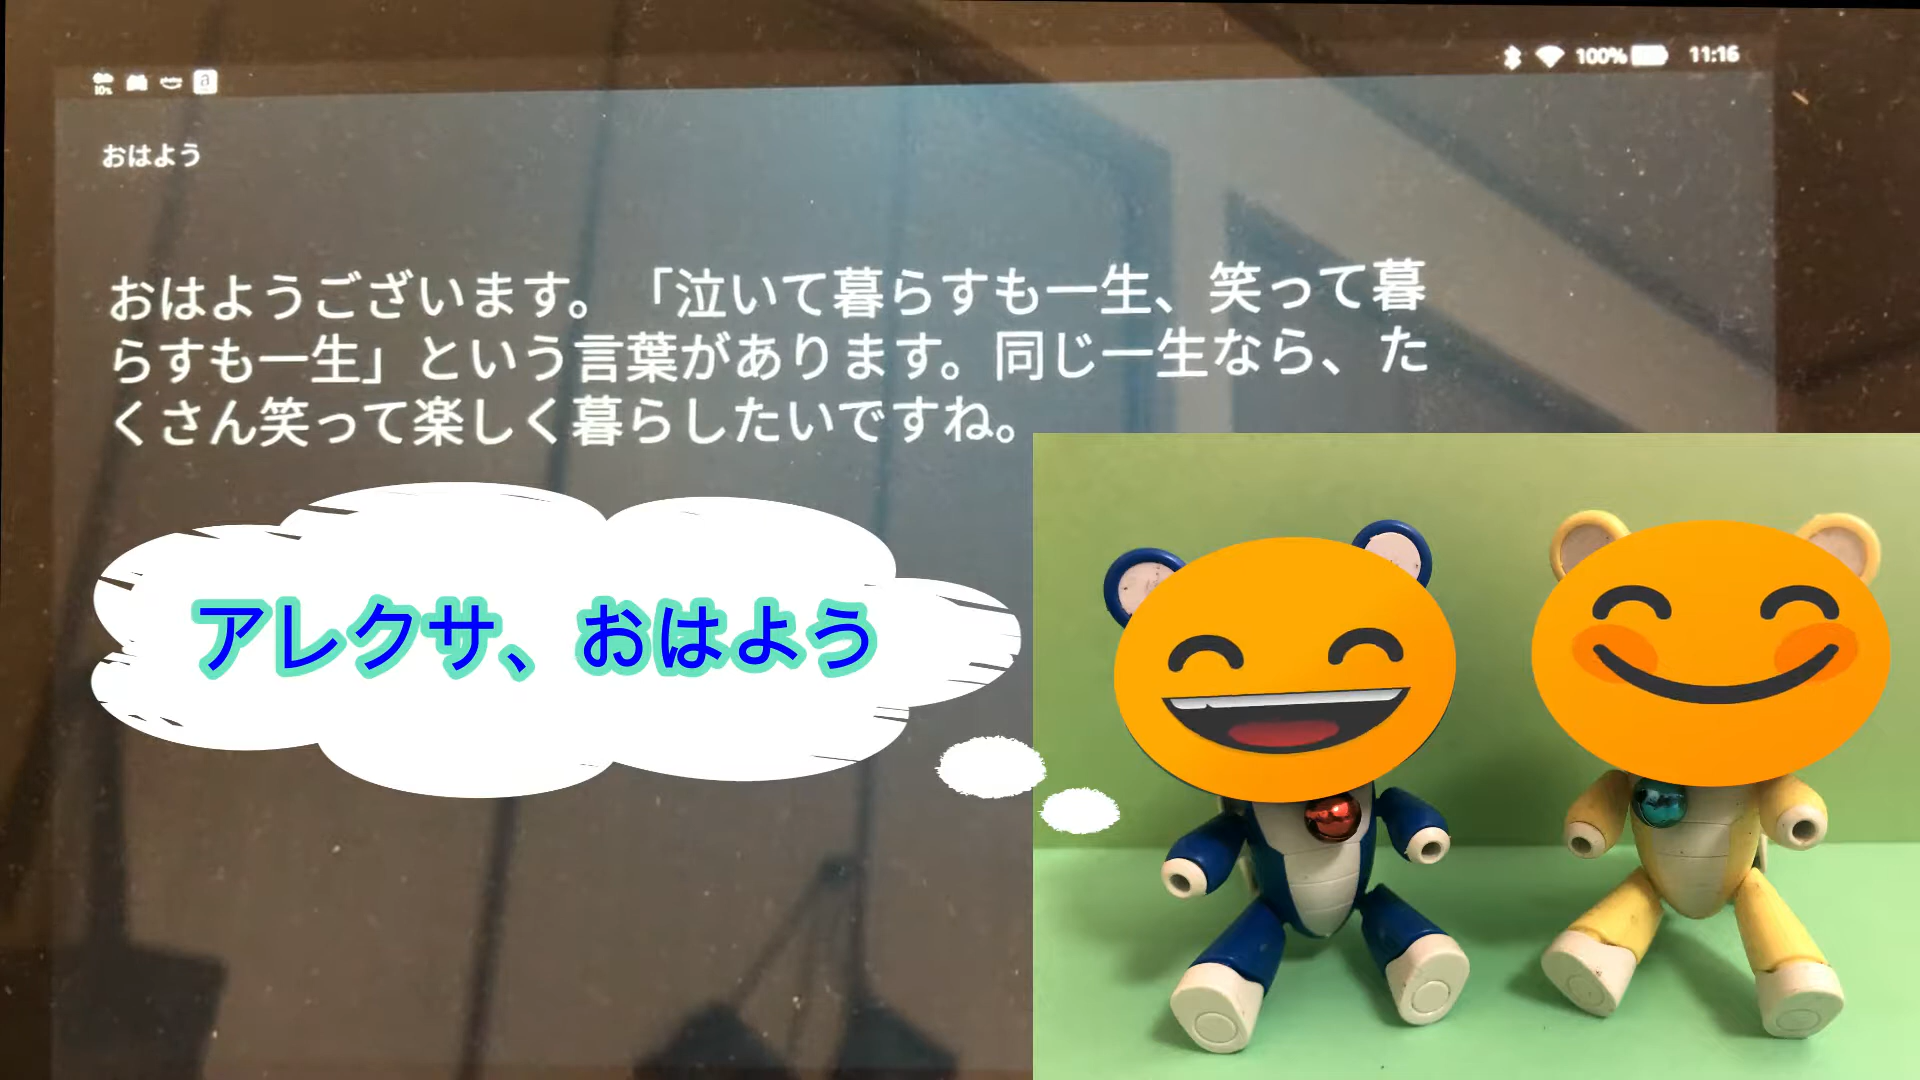 10%
100% 11:16
おはよう
おはようございます。「泣いて暮らすも一生、笑って暮
らすも一生」という言葉があります。同じ一生なら、た
くさん笑って楽しく暮らしたいですね。
アレクサ、おはよう